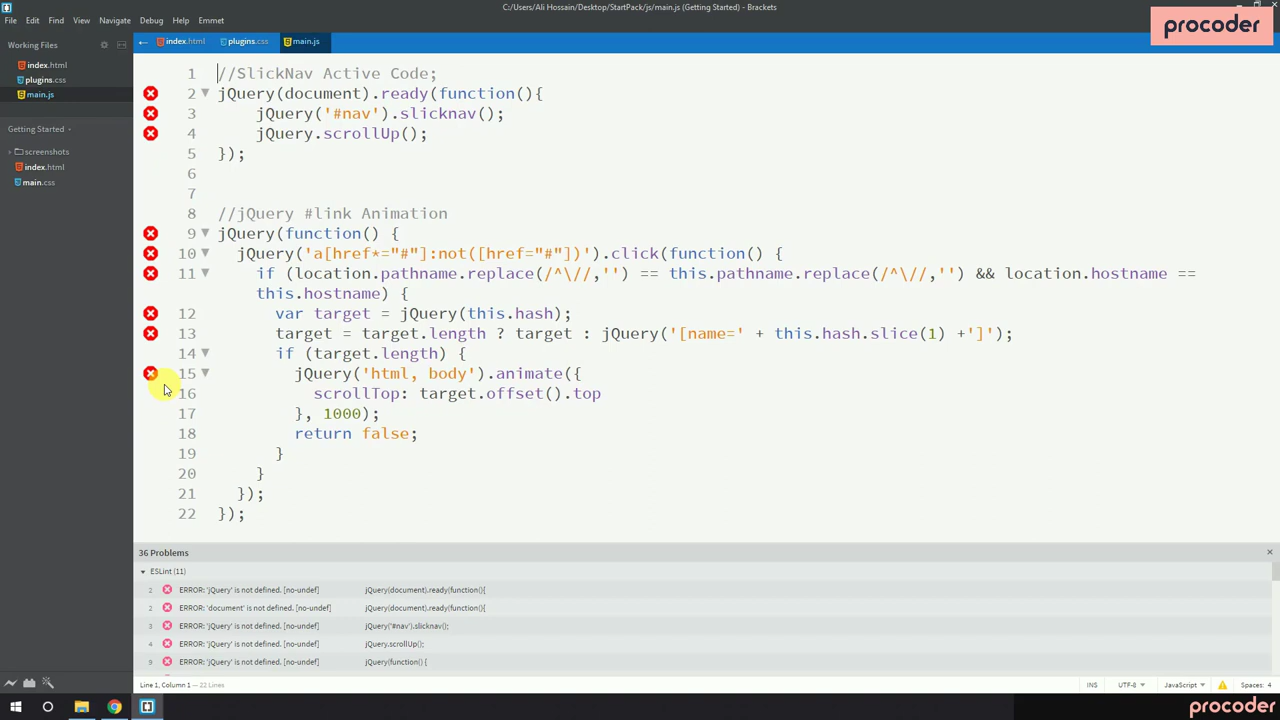 C:/Users/Ali Hossain/Desktop/StartPack/js/main.js (Getting Started) - Brackets
procoder
File Edit Find View Navigate Debug Help Emmet
Working Files
index.html
plugins.css
main.js
Getting Started
screenshots
index.html
main.css
index.html plugins.css main.js
1 //SlickNav Active Code;
2 jQuery(document).ready(function(){
3 jQuery('#nav').slicknav();
4 jQuery.scrollUp();
5 });
6
7
8 //jQuery #link Animation
9 jQuery(function() {
10 jQuery('a[href*="#"]:not([href="#"])').click(function() {
11 if (location.pathname.replace(/^\//,'') == this.pathname.replace(/^\//,'') && location.hostname ==
this.hostname) {
12 var target = jQuery(this.hash);
13 target = target.length ? target : jQuery('[name=' + this.hash.slice(1) +']');
14 if (target.length) {
15 jQuery('html, body').animate({
16 scrollTop: target.offset().top
17 }, 1000);
18 return false;
19 }
20 }
21 });
22 });
36 Problems
ESLint (11)
2 ERROR: 'jQuery' is not defined. [no-undef] jQuery(document).ready(function(){
2 ERROR: 'document' is not defined. [no-undef] jQuery(document).ready(function(){
3 ERROR: 'jQuery' is not defined. [no-undef] jQuery('#nav').slicknav();
4 ERROR: 'jQuery' is not defined. [no-undef] jQuery.scrollUp();
9 ERROR: 'jQuery' is not defined. [no-undef] jQuery(function() {
Line 1, Column 1 — 22 Lines
INS UTF-8 JavaScript Spaces: 4
procoder